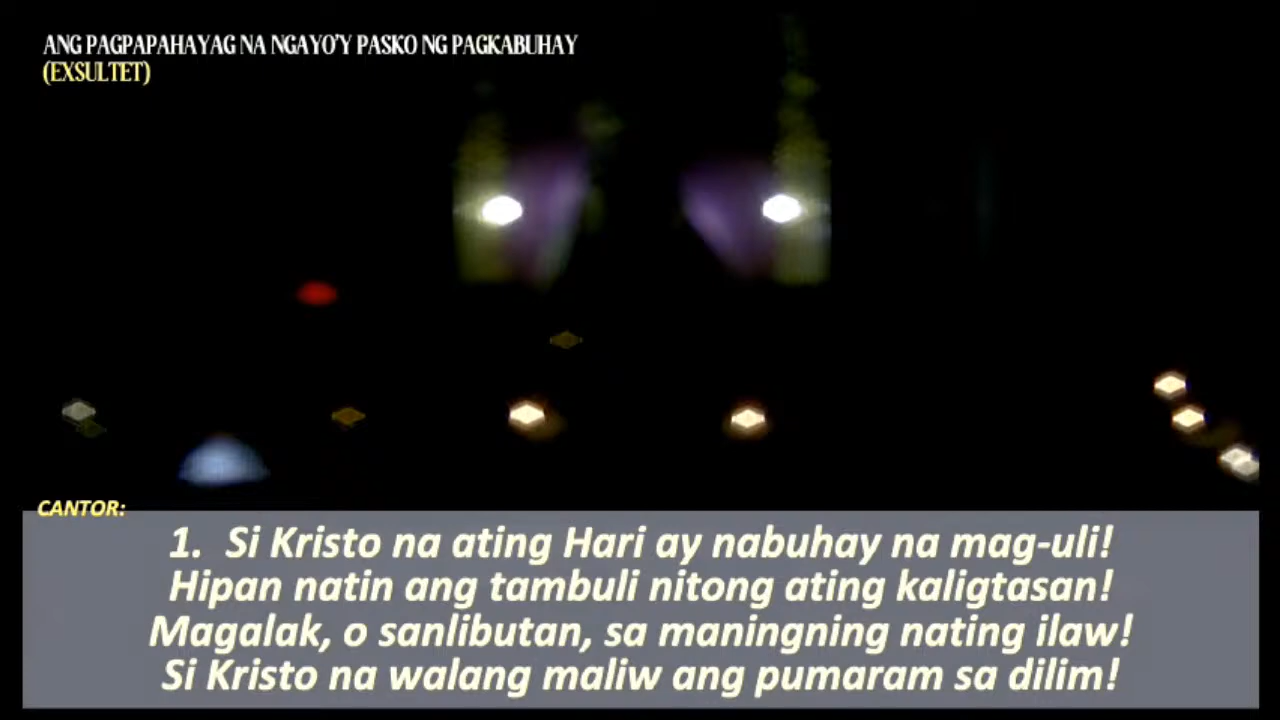 ANG PAGPAPAHAYAG NA NGAYO'Y PASKO NG PAGKABUHAY
(EXSULTET)
CANTOR:
1. Si Kristo na ating Hari ay nabuhay na mag-uli!
Hipan natin ang tambuli nitong ating kaligtasan!
Magalak, o sanlibutan, sa maningning nating ilaw!
Si Kristo na walang maliw ang pumaram sa dilim!